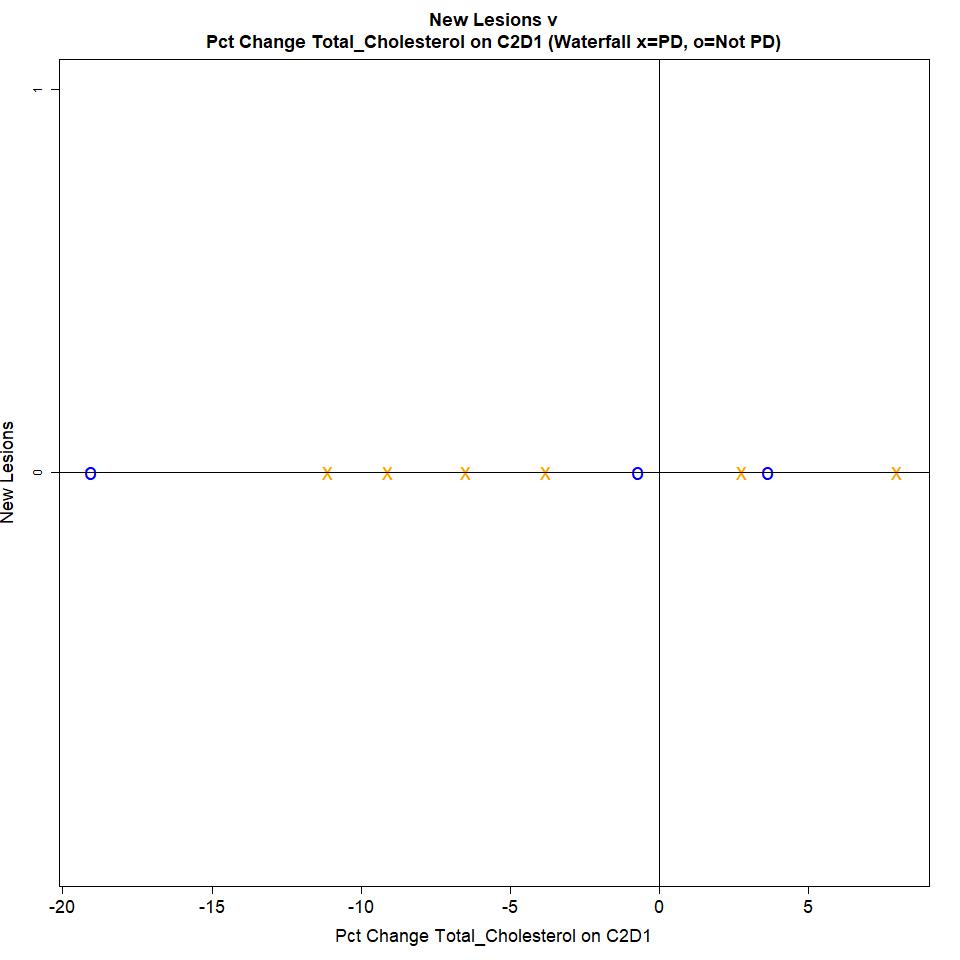 New Lesions v
Pct Change Total_Cholesterol on C2D1 (Waterfall x=PD, o=Not PD)
1
New Lesions
0
o x x x x o x o x
-20 -15 -10 -5 0 5
Pct Change Total_Cholesterol on C2D1